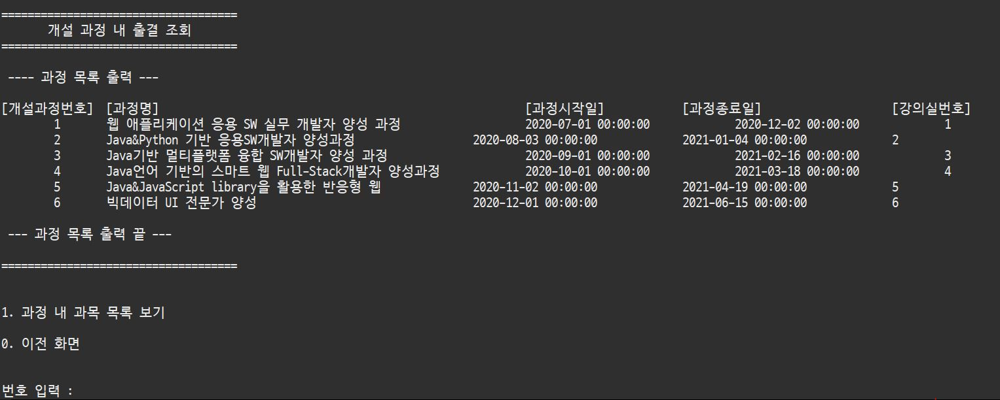 ====================================
개설 과정 내 출결 조회
====================================
---- 과정 목록 출력 ---
[개설과정번호] [과정명] [과정시작일] [과정종료일] [강의실번호]
1 웹 애플리케이션 응용 SW 실무 개발자 양성 과정 2020-07-01 00:00:00 2020-12-02 00:00:00 1
2 Java&Python 기반 응용SW개발자 양성과정 2020-08-03 00:00:00 2021-01-04 00:00:00 2
3 Java기반 멀티플랫폼 융합 SW개발자 양성 과정 2020-09-01 00:00:00 2021-02-16 00:00:00 3
4 Java언어 기반의 스마트 웹 Full-Stack개발자 양성과정 2020-10-01 00:00:00 2021-03-18 00:00:00 4
5 Java&JavaScript library을 활용한 반응형 웹 2020-11-02 00:00:00 2021-04-19 00:00:00 5
6 빅데이터 UI 전문가 양성 2020-12-01 00:00:00 2021-06-15 00:00:00 6
--- 과정 목록 출력 끝 ---
====================================
1. 과정 내 과목 목록 보기
0. 이전 화면
번호 입력 :